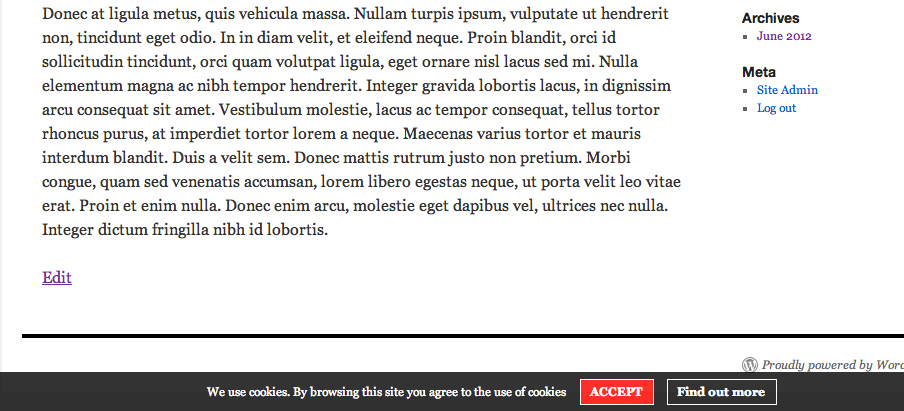 Donec at ligula metus, quis vehicula massa. Nullam turpis ipsum, vulputate ut hendrerit
non, tincidunt eget odio. In in diam velit, et eleifend neque. Proin blandit, orci id
sollicitudin tincidunt, orci quam volutpat ligula, eget ornare nisl lacus sed mi. Nulla
elementum magna ac nibh tempor hendrerit. Integer gravida lobortis lacus, in dignissim
arcu consequat sit amet. Vestibulum molestie, lacus ac tempor consequat, tellus tortor
rhoncus purus, at imperdiet tortor lorem a neque. Maecenas varius tortor et mauris
interdum blandit. Duis a velit sem. Donec mattis rutrum justo non pretium. Morbi
congue, quam sed venenatis accumsan, lorem libero egestas neque, ut porta velit leo vitae
erat. Proin et enim nulla. Donec enim arcu, molestie eget dapibus vel, ultrices nec nulla.
Integer dictum fringilla nibh id lobortis.
Edit
Archives
June 2012
Meta
Site Admin
Log out
Proudly powered by Word
We use cookies. By browsing this site you agree to the use of cookies ACCEPT Find out more